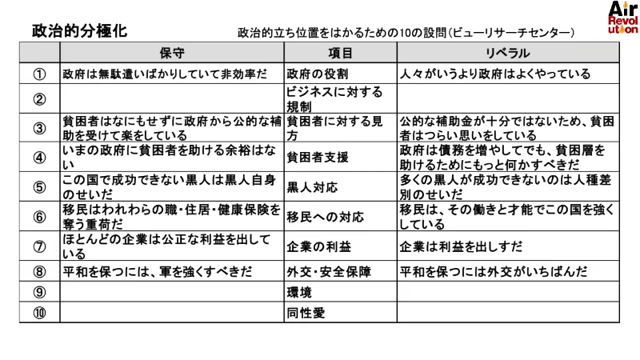 Air
Revol
ution
政治的分極化
政治的立ち位置をはかるための10の設問(ピューリサーチセンター)
保守 項目 リベラル
① 政府は無駄遣いばかりしていて非効率だ 政府の役割 人々がいうより政府はよくやっている
② ビジネスに対する
規制
③ 貧困者はなにもせずに政府から公的な補 貧困者に対する見 公的な補助金が十分ではないため、貧困
助を受けて楽をしている 方 者はつらい思いをしている
④ いまの政府に貧困者を助ける余裕はな 貧困者支援 政府は債務を増やしてでも、貧困層を
い 助けるためにもっと何かすべきだ
⑤ この国で成功できない黒人は黒人自身 黒人対応 多くの黒人が成功できないのは人種差
のせいだ 別のせいだ
⑥ 移民はわれわらの職・住居・健康保険を 移民への対応 移民は、その働きと才能でこの国を強く
奪う重荷だ している
⑦ ほとんどの企業は公正な利益を出して 企業の利益 企業は利益を出しすだ
いる
⑧ 平和を保つには、軍を強くすべきだ 外交・安全保障 平和を保つには外交がいちばんだ
⑨ 環境
⑩ 同性愛